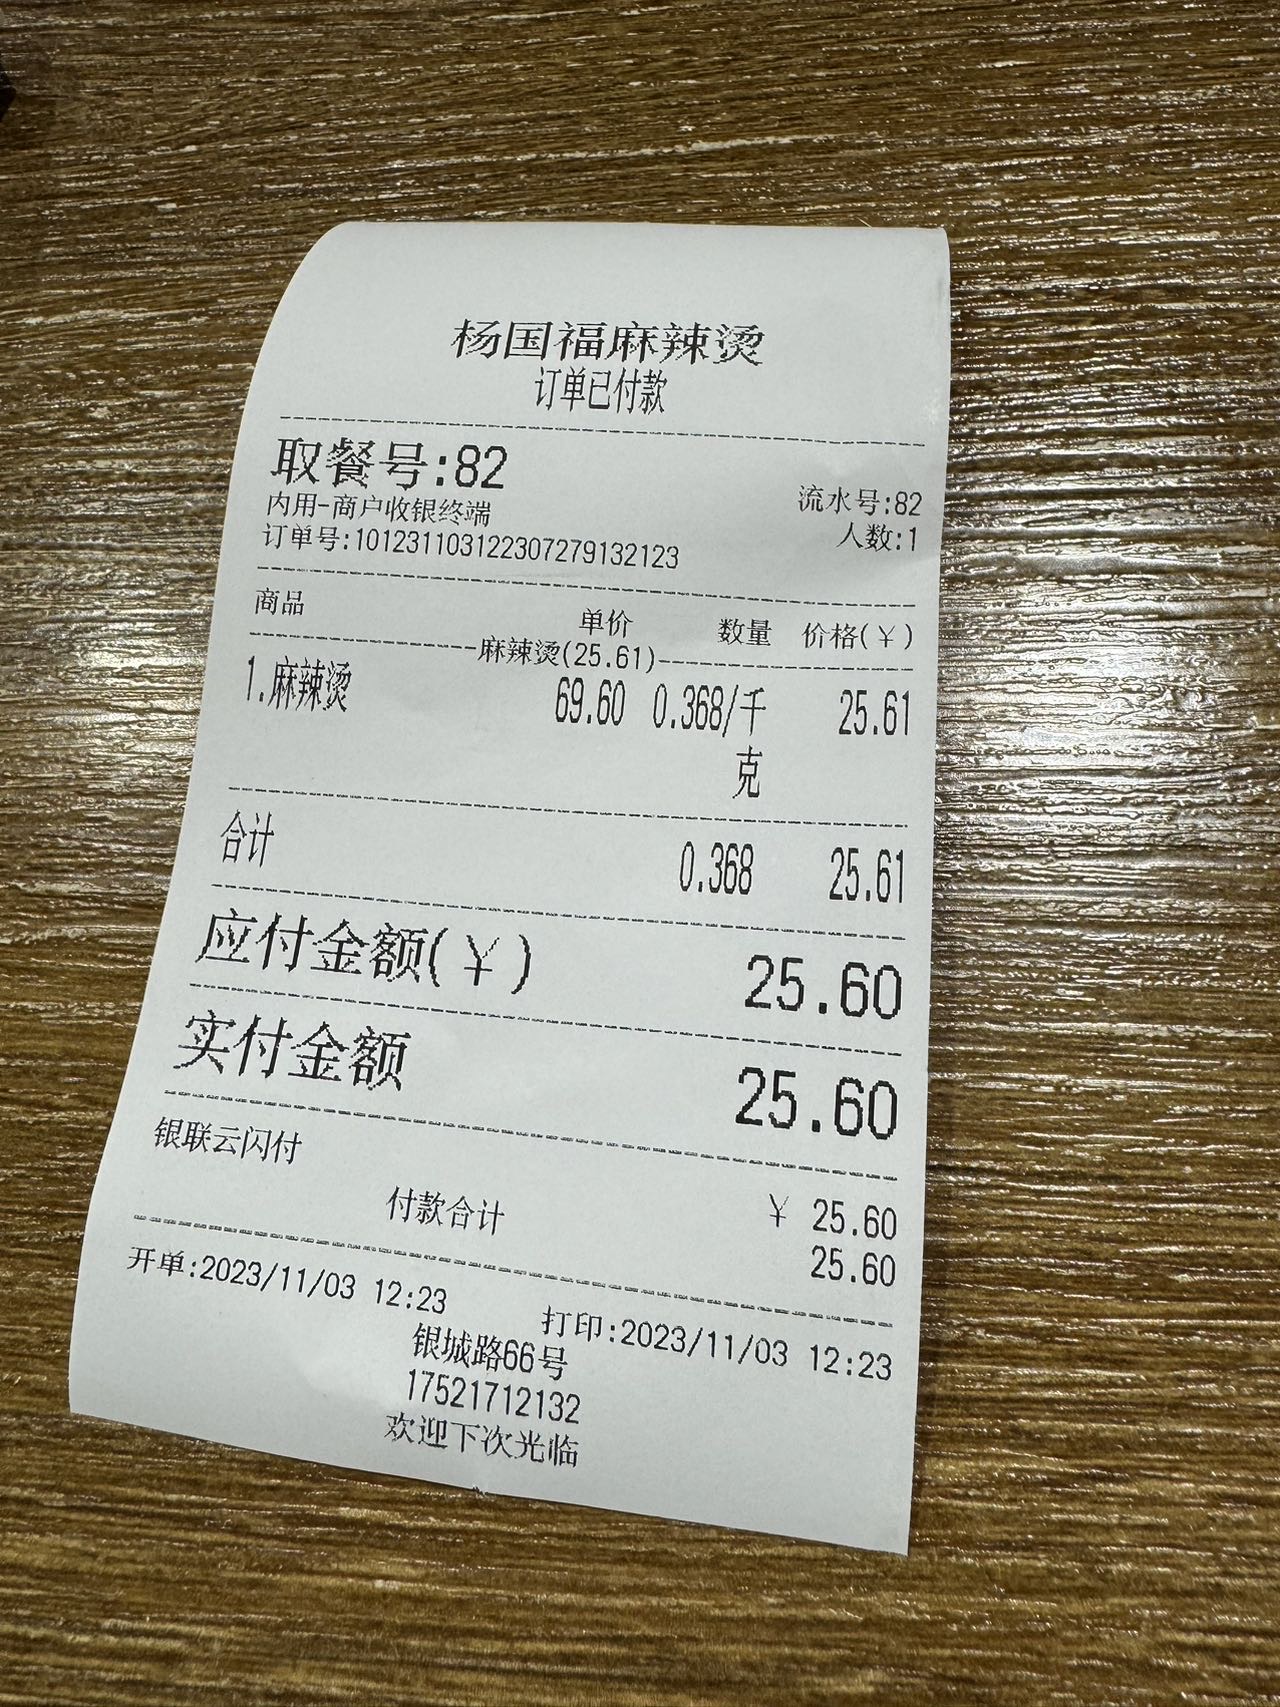 杨国福麻辣烫
订单已付款
取餐号:82
内用-商户收银终端 流水号:82
订单号:101231103122307279132123 人数:1
商品 单价 数量 价格(￥)
麻辣烫(25.61)
1.麻辣烫 69.60 0.368/千克 25.61
合计 0.368 25.61
应付金额(￥) 25.60
实付金额 25.60
银联云闪付 ￥ 25.60
付款合计 25.60
开单:2023/11/03 12:23 打印:2023/11/03 12:23
银城路66号
17521712132
欢迎下次光临